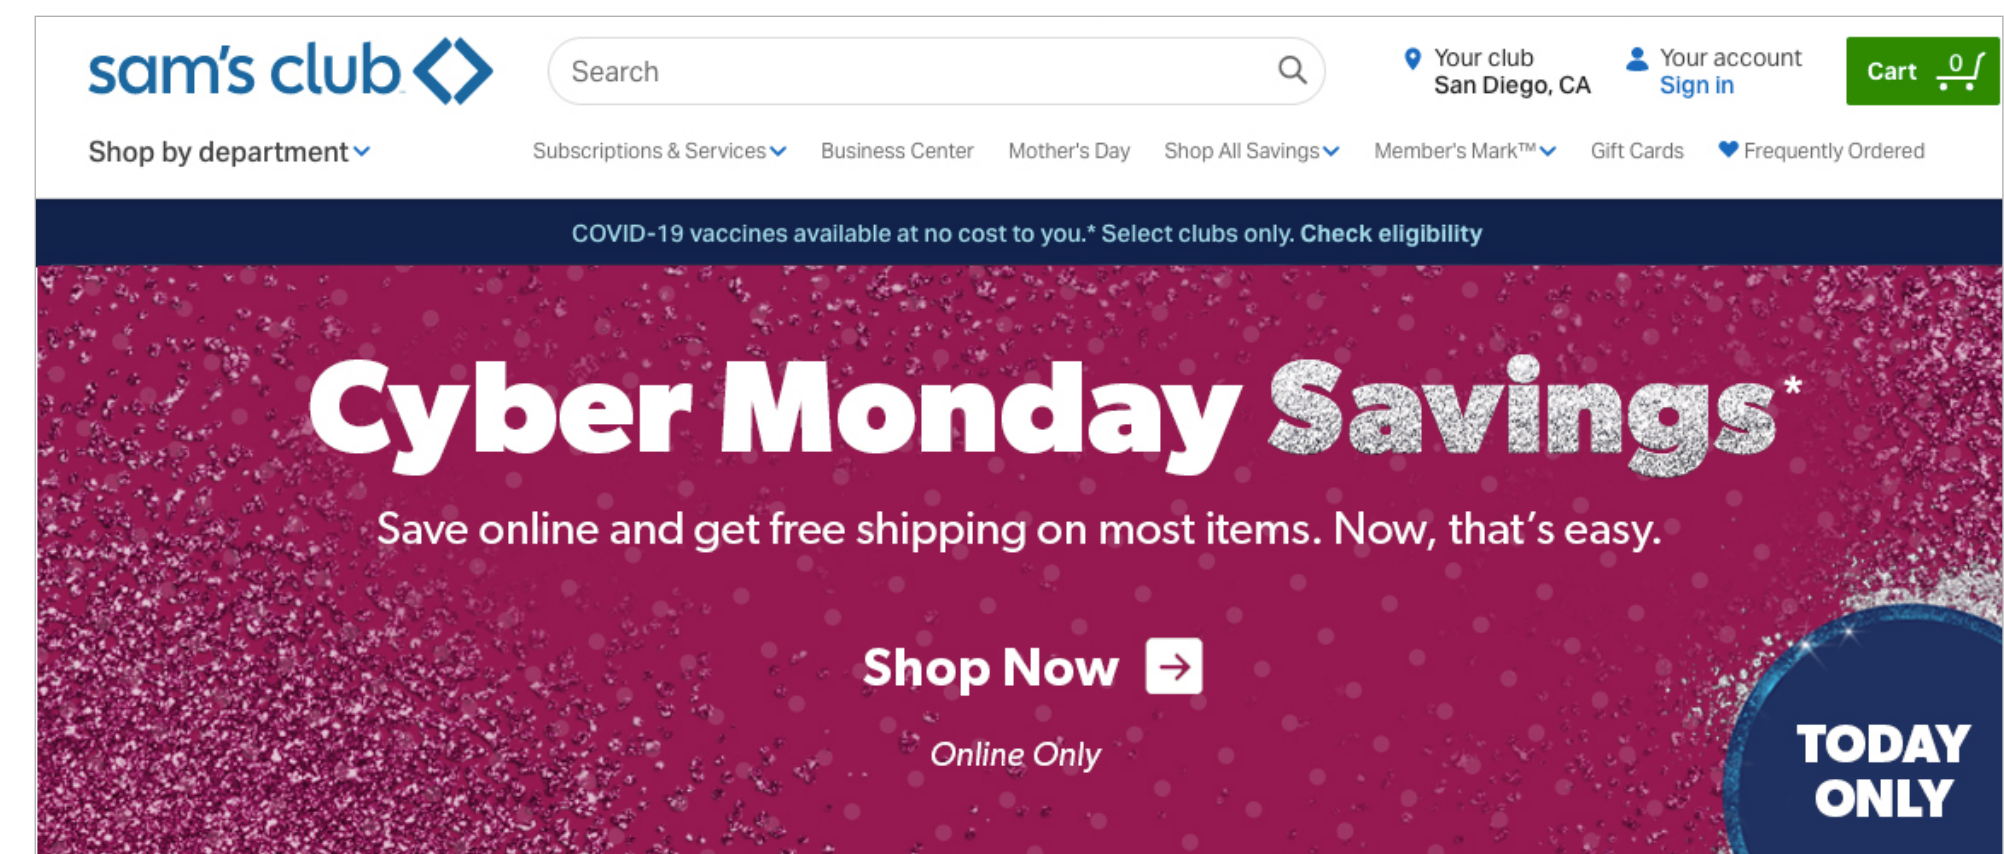 sam's club
Search
Your club
San Diego, CA
Your account
Sign in
Cart 0
Shop by department
Subscriptions & Services Business Center Mother's Day Shop All Savings Member's Mark™ Gift Cards Frequently Ordered
COVID-19 vaccines available at no cost to you.* Select clubs only. Check eligibility
Cyber Monday Savings*
Save online and get free shipping on most items. Now, that's easy.
Shop Now
Online Only
TODAY
ONLY